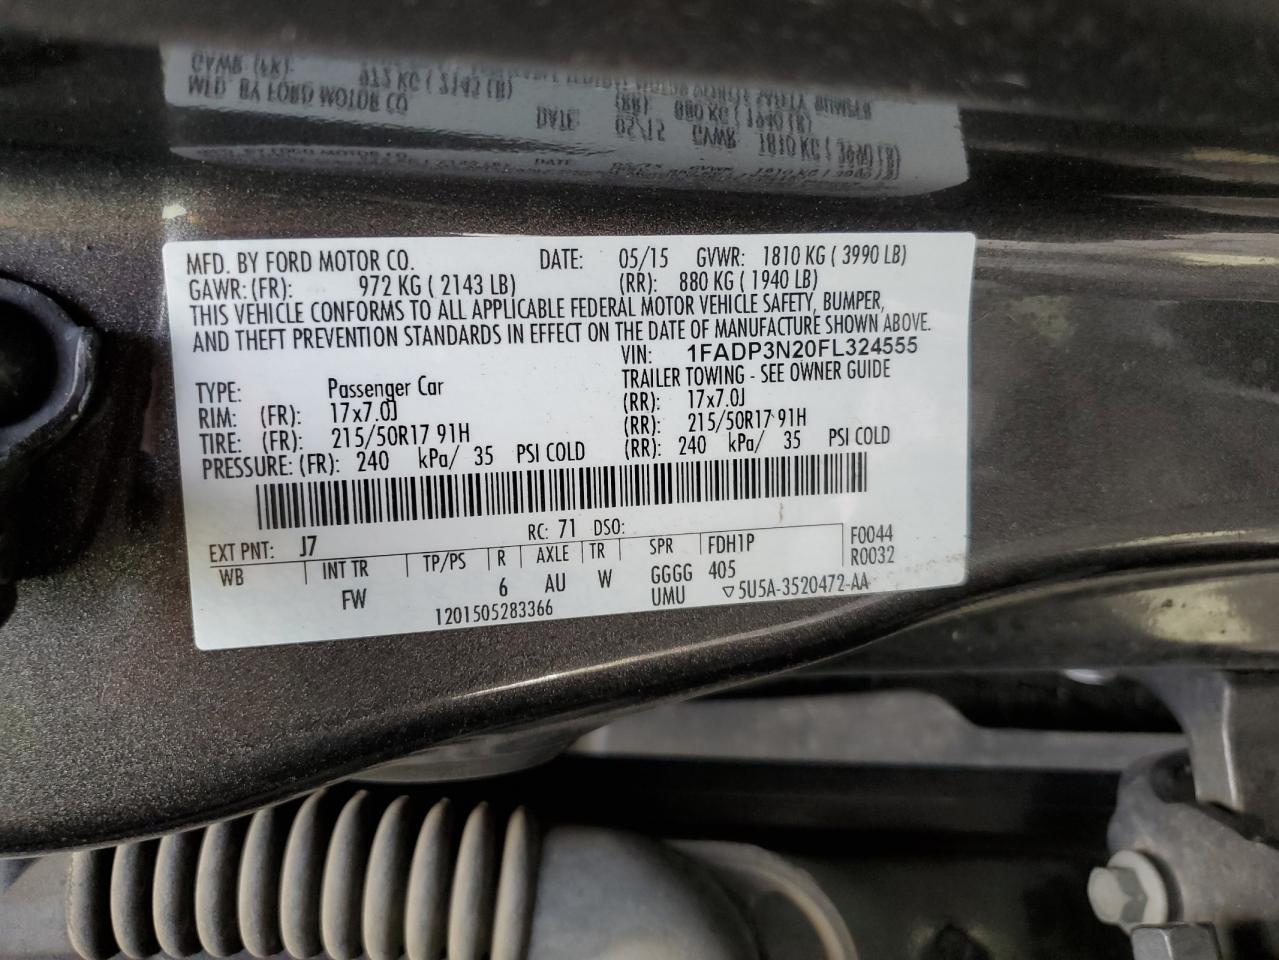 MFD. BY FORD MOTOR CO. DATE: 05/15 GVWR: 1810 KG ( 3990 LB)
GAWR: (FR): 972 KG ( 2143 LB) (RR): 880 KG ( 1940 LB)
THIS VEHICLE CONFORMS TO ALL APPLICABLE FEDERAL MOTOR VEHICLE SAFETY, BUMPER,
AND THEFT PREVENTION STANDARDS IN EFFECT ON THE DATE OF MANUFACTURE SHOWN ABOVE.
VIN: 1FADP3N20FL324555
TYPE: Passenger Car TRAILER TOWING - SEE OWNER GUIDE
RIM: (FR): 17x7.0J (RR): 17x7.0J
TIRE: (FR): 215/50R17 91H (RR): 215/50R17 91H
PRESSURE: (FR): 240 kPa/ 35 PSI COLD (RR): 240 kPa/ 35 PSI COLD
EXT PNT: J7 RC: 71 DSO:
WB INT TR TP/PS R AXLE TR SPR FDH1P F0044
FW 6 AU W GGGG 405 R0032
1201505283366 UMU ▽5U5A-3520472-AA